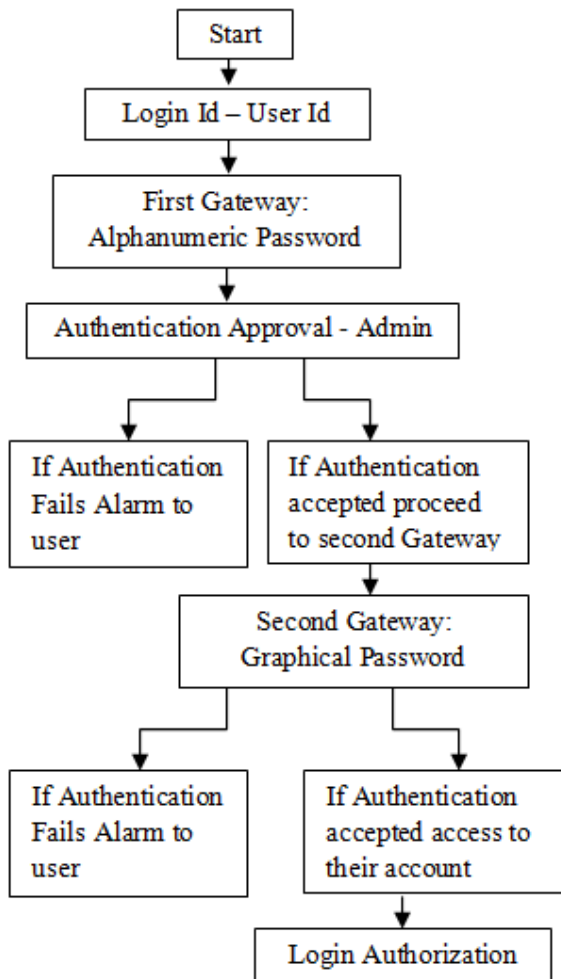 Start
Login Id – User Id
First Gateway:
Alphanumeric Password
Authentication Approval - Admin
If Authentication
Fails Alarm to
user
If Authentication
accepted proceed
to second Gateway
Second Gateway:
Graphical Password
If Authentication
Fails Alarm to
user
If Authentication
accepted access to
their account
Login Authorization